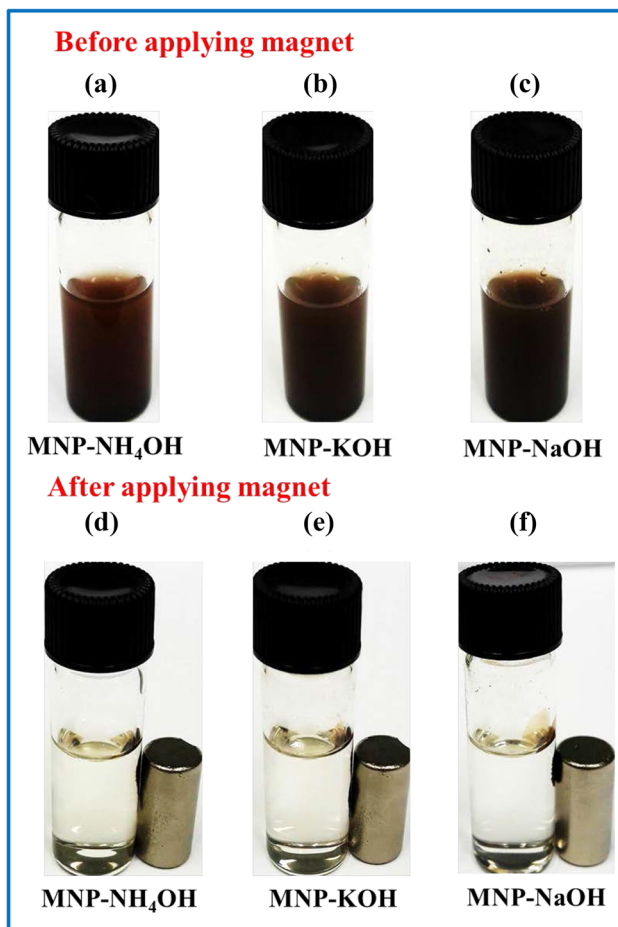 Before applying magnet
(a) (b) (c)
MNP-NH₄OH MNP-KOH MNP-NaOH
After applying magnet
(d) (e) (f)
MNP-NH₄OH MNP-KOH MNP-NaOH